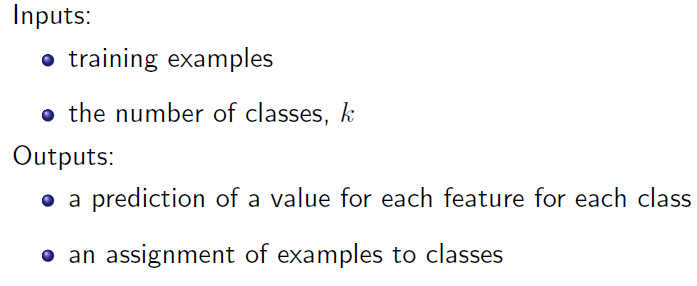 Inputs:
training examples
the number of classes, k
Outputs:
a prediction of a value for each feature for each class
an assignment of examples to classes